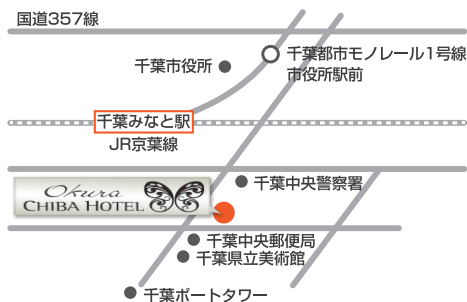 国道357線
千葉都市モノレール1号線
市役所駅前
千葉市役所
千葉みなと駅
JR京葉線
千葉中央警察署
Okura
CHIBA HOTEL
千葉中央郵便局
千葉県立美術館
千葉ポートタワー